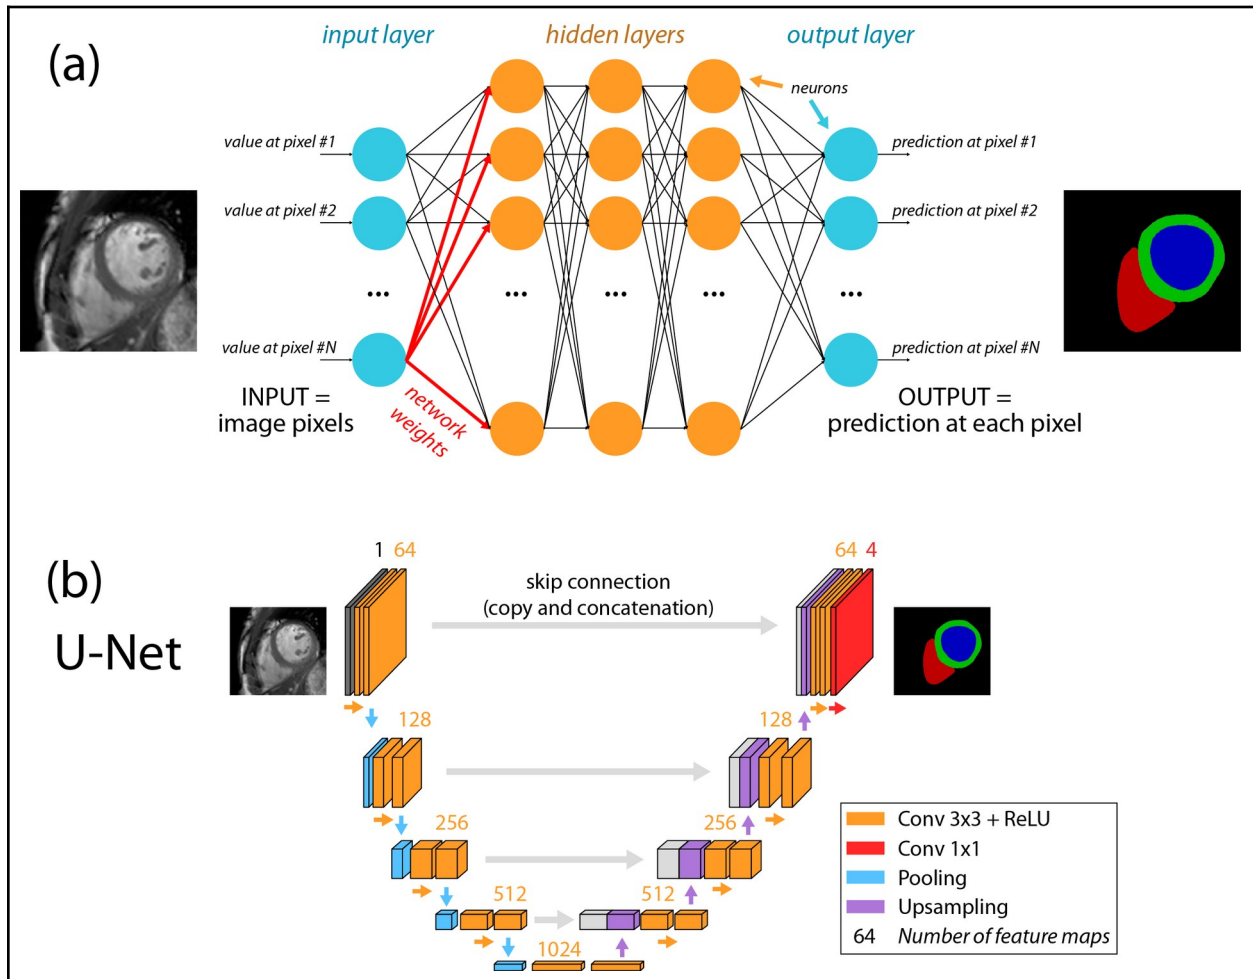 (a)
input layer
hidden layers
output layer
neurons
value at pixel #1
prediction at pixel #1
value at pixel #2
prediction at pixel #2
...
...
...
...
...
value at pixel #N
prediction at pixel #N
INPUT =
image pixels
network
weights
OUTPUT =
prediction at each pixel
(b)
U-Net
1
64
skip connection
(copy and concatenation)
64
4
128
128
256
256
512
512
1024
Conv 3x3 + ReLU
Conv 1x1
Pooling
Upsampling
64 Number of feature maps